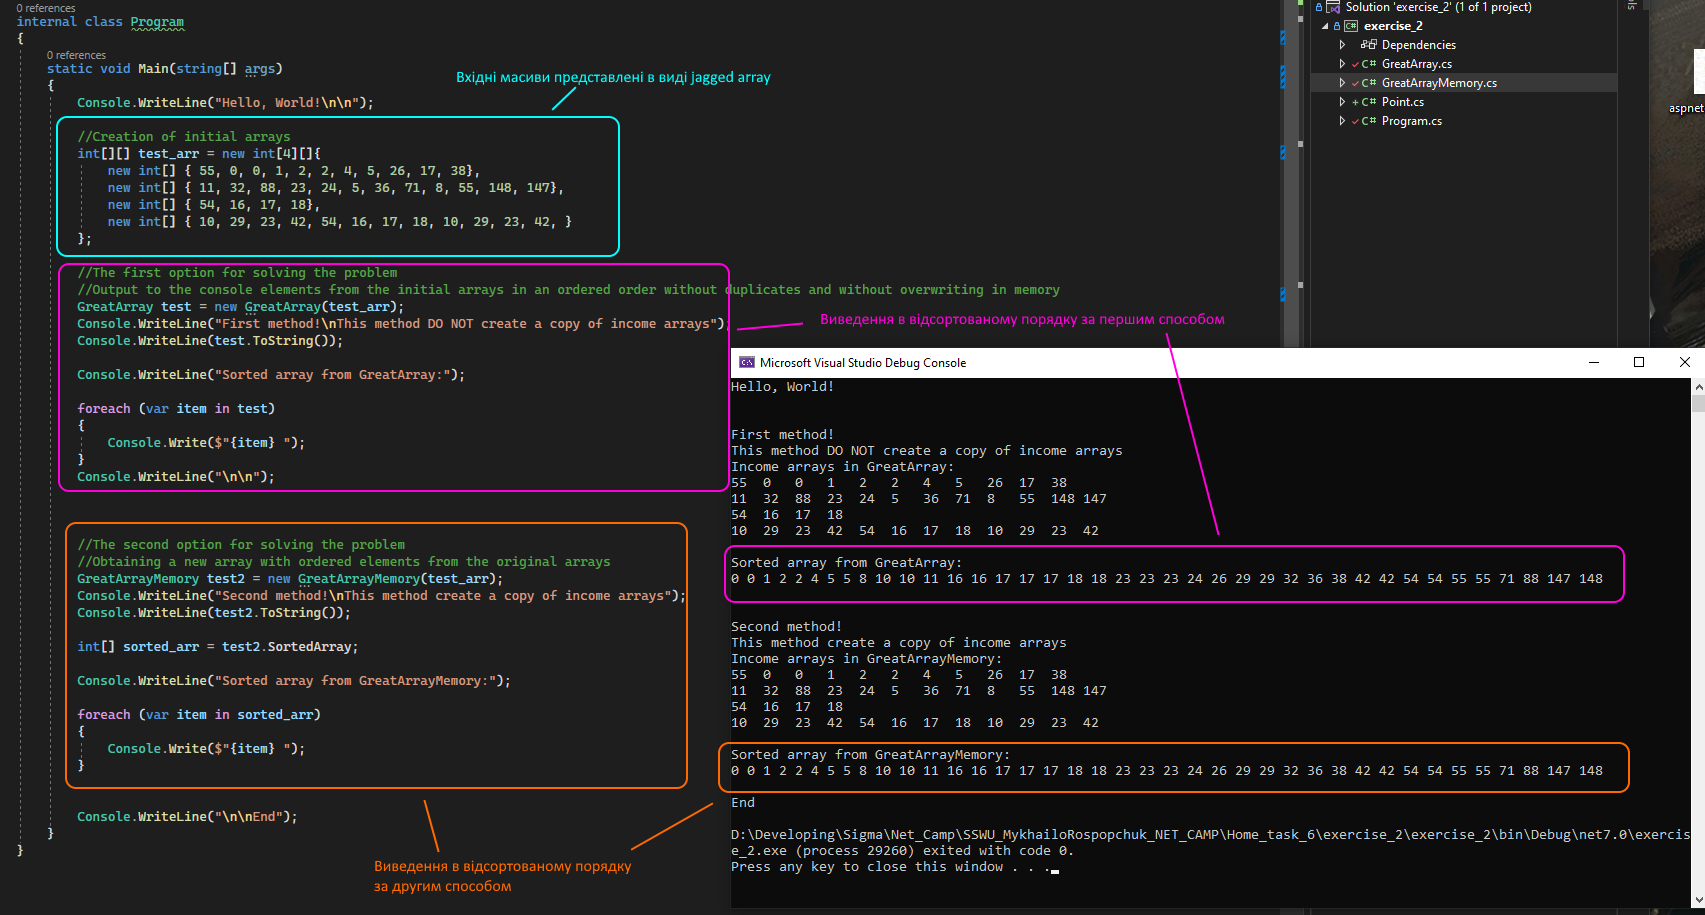 0 references
internal class Program
{
0 references
static void Main(string[] args)
{
Console.WriteLine("Hello, World!\n\n");
Вхідні масиви представлені в виді jagged array
//Creation of initial arrays
int[][] test_arr = new int[4][]{
new int[] { 55, 0, 0, 1, 2, 2, 4, 5, 26, 17, 38},
new int[] { 11, 32, 88, 23, 24, 5, 36, 71, 8, 55, 148, 147},
new int[] { 54, 16, 17, 18},
new int[] { 10, 29, 23, 42, 54, 16, 17, 18, 10, 29, 23, 42, }
};
//The first option for solving the problem
//Output to the console elements from the initial arrays in an ordered order without duplicates and without overwriting in memory
GreatArray test = new GreatArray(test_arr);
Console.WriteLine("First method!\nThis method DO NOT create a copy of income arrays");
Console.WriteLine(test.ToString());
Виведення в відсортованому порядку за першим способом
Console.WriteLine("Sorted array from GreatArray:");
foreach (var item in test)
{
Console.Write($"{item} ");
}
Console.WriteLine("\n\n");
//The second option for solving the problem
//Obtaining a new array with ordered elements from the original arrays
GreatArrayMemory test2 = new GreatArrayMemory(test_arr);
Console.WriteLine("Second method!\nThis method create a copy of income arrays");
Console.WriteLine(test2.ToString());
int[] sorted_arr = test2.SortedArray;
Console.WriteLine("Sorted array from GreatArrayMemory:");
foreach (var item in sorted_arr)
{
Console.Write($"{item} ");
}
Console.WriteLine("\n\nEnd");
}
}
Виведення в відсортованому порядку
за другим способом
Solution 'exercise_2' (1 of 1 project)
C# exercise_2
Dependencies
C# GreatArray.cs
C# GreatArrayMemory.cs
C# Point.cs
C# Program.cs
aspnet
Microsoft Visual Studio Debug Console
Hello, World!
First method!
This method DO NOT create a copy of income arrays
Income arrays in GreatArray:
55 0 0 1 2 2 4 5 26 17 38
11 32 88 23 24 5 36 71 8 55 148 147
54 16 17 18
10 29 23 42 54 16 17 18 10 29 23 42
Sorted array from GreatArray:
0 0 1 2 2 4 5 5 8 10 10 11 16 16 17 17 17 18 18 23 23 23 24 26 29 29 32 36 38 42 42 54 54 55 55 71 88 147 148
Second method!
This method create a copy of income arrays
Income arrays in GreatArrayMemory:
55 0 0 1 2 2 4 5 26 17 38
11 32 88 23 24 5 36 71 8 55 148 147
54 16 17 18
10 29 23 42 54 16 17 18 10 29 23 42
Sorted array from GreatArrayMemory:
0 0 1 2 2 4 5 5 8 10 10 11 16 16 17 17 17 18 18 23 23 23 24 26 29 29 32 36 38 42 42 54 54 55 55 71 88 147 148
End
D:\Developing\Sigma\Net_Camp\SSWU_MykhailoRospopchuk_NET_CAMP\Home_task_6\exercise_2\exercise_2\bin\Debug\net7.0\exercis
e_2.exe (process 29260) exited with code 0.
Press any key to close this window . . .